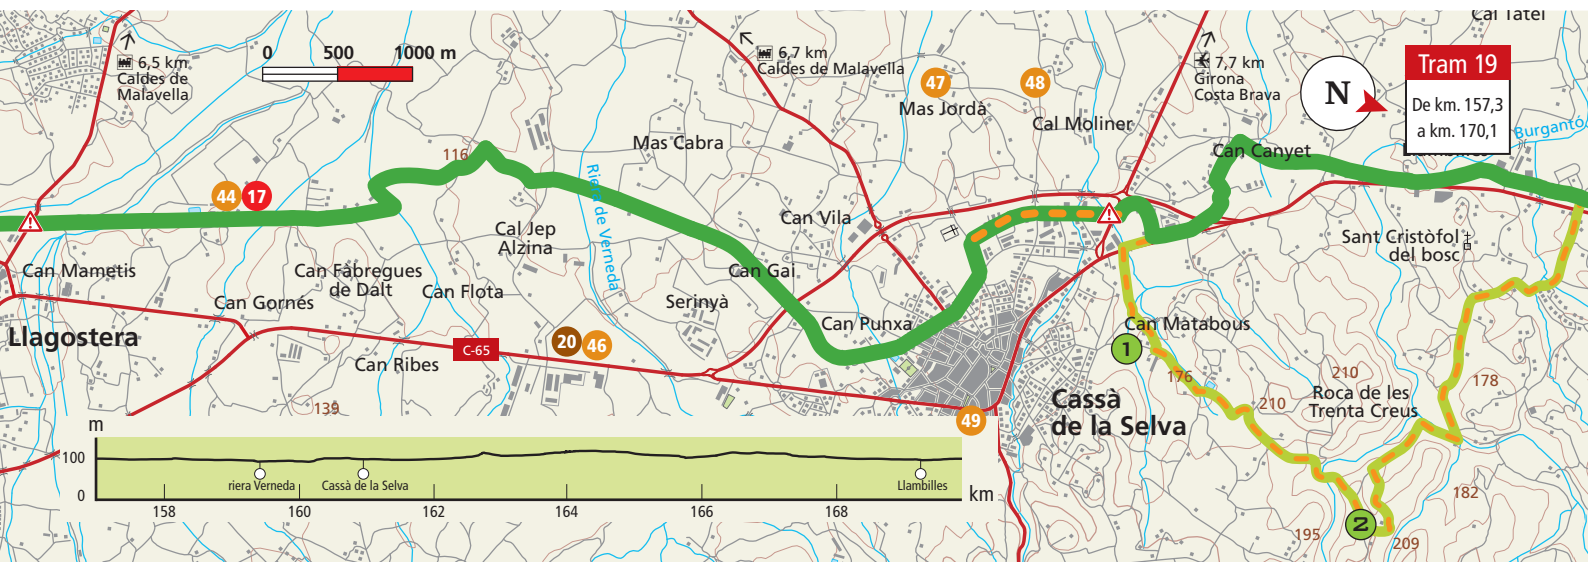 Cal Tatel
6,5 km
Caldes de
Malavella
0 500 1000 m
6,7 km
Caldes de Malavella
47
Mas Jordà
48
Cal Moliner
7,7 km
Girona
Costa Brava
N
Tram 19
De km. 157,3
a km. 170,1
Burgantó
Can Canyet
116
Mas Cabra
44
17
Riera de Verneda
Cal Jep
Alzina
Can Vila
Sant Cristòfol
del bosc
Can Mametis
Can Fàbregues
de Dalt
Can Flota
Can Gornés
Can Gai
Serinyà
Can Punxa
Can Matabous
1
Llagostera
C-65
Can Ribes
20
46
176
210
210
178
Roca de les
Trenta Creus
139
49
Cassà
de la Selva
182
195
2
209
m
100
0
riera Verneda
Cassà de la Selva
Llambilles
km
158 160 162 164 166 168